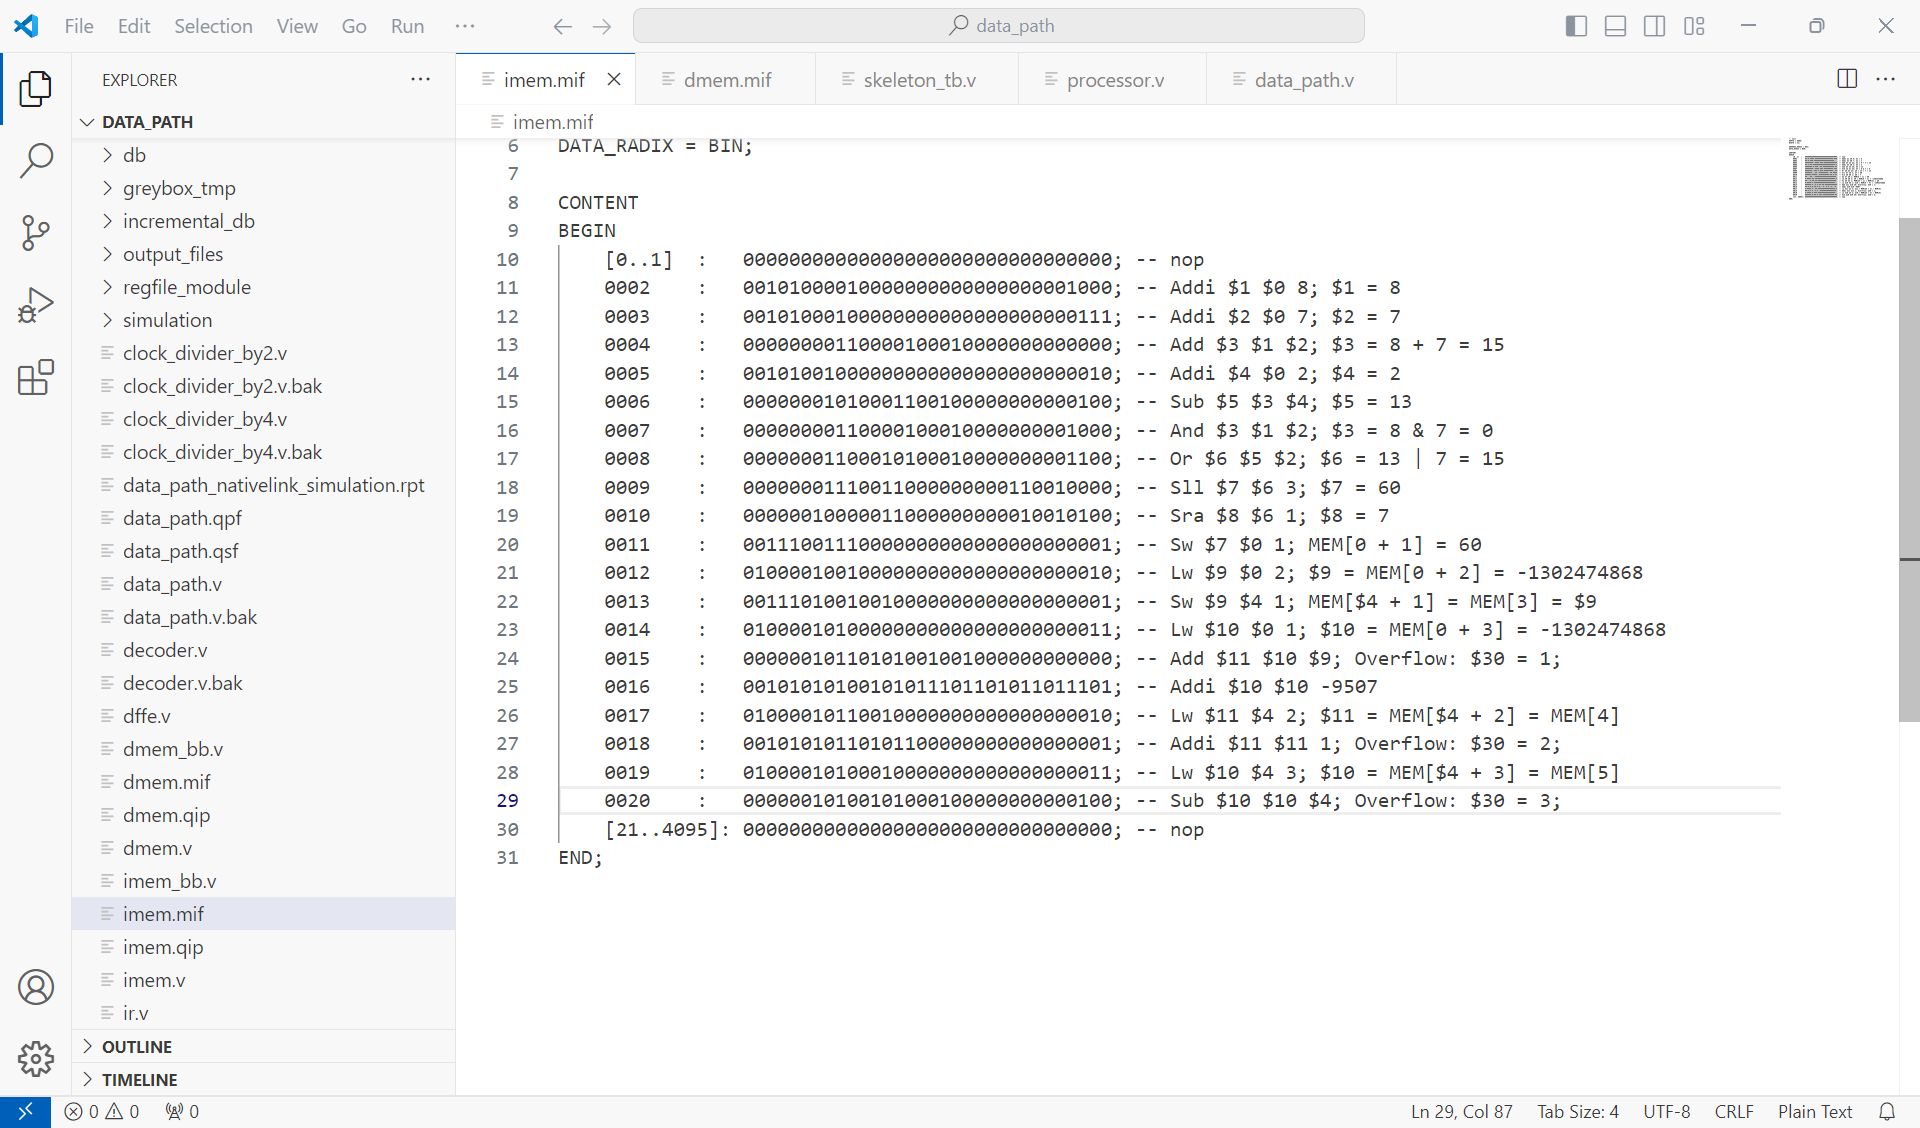 File Edit Selection View Go Run ···
data_path
EXPLORER
DATA_PATH
db
greybox_tmp
incremental_db
output_files
regfile_module
simulation
clock_divider_by2.v
clock_divider_by2.v.bak
clock_divider_by4.v
clock_divider_by4.v.bak
data_path_nativelink_simulation.rpt
data_path.qpf
data_path.qsf
data_path.v
data_path.v.bak
decoder.v
decoder.v.bak
dffe.v
dmem_bb.v
dmem.mif
dmem.qip
dmem.v
imem_bb.v
imem.mif
imem.qip
imem.v
ir.v
OUTLINE
TIMELINE
imem.mif dmem.mif skeleton_tb.v processor.v data_path.v
imem.mif
6 DATA_RADIX = BIN;
7
8 CONTENT
9 BEGIN
10 [0..1] : 00000000000000000000000000000000; -- nop
11 0002 : 00101000010000000000000000001000; -- Addi $1 $0 8; $1 = 8
12 0003 : 00101000100000000000000000000111; -- Addi $2 $0 7; $2 = 7
13 0004 : 00000000110000100010000000000000; -- Add $3 $1 $2; $3 = 8 + 7 = 15
14 0005 : 00101001000000000000000000000010; -- Addi $4 $0 2; $4 = 2
15 0006 : 00000001010001100100000000000100; -- Sub $5 $3 $4; $5 = 13
16 0007 : 00000000110000100010000000001000; -- And $3 $1 $2; $3 = 8 & 7 = 0
17 0008 : 00000001100010100010000000001100; -- Or $6 $5 $2; $6 = 13 | 7 = 15
18 0009 : 00000001110011000000000110010000; -- Sll $7 $6 3; $7 = 60
19 0010 : 00000010000011000000000010010100; -- Sra $8 $6 1; $8 = 7
20 0011 : 00111001110000000000000000000001; -- Sw $7 $0 1; MEM[0 + 1] = 60
21 0012 : 01000010010000000000000000000010; -- Lw $9 $0 2; $9 = MEM[0 + 2] = -1302474868
22 0013 : 00111010010010000000000000000001; -- Sw $9 $4 1; MEM[$4 + 1] = MEM[3] = $9
23 0014 : 01000010100000000000000000000011; -- Lw $10 $0 1; $10 = MEM[0 + 3] = -1302474868
24 0015 : 00000010110101001001000000000000; -- Add $11 $10 $9; Overflow: $30 = 1;
25 0016 : 00101010100101011101101011011101; -- Addi $10 $10 -9507
26 0017 : 01000010110010000000000000000010; -- Lw $11 $4 2; $11 = MEM[$4 + 2] = MEM[4]
27 0018 : 00101010110101100000000000000001; -- Addi $11 $11 1; Overflow: $30 = 2;
28 0019 : 01000010100010000000000000000011; -- Lw $10 $4 3; $10 = MEM[$4 + 3] = MEM[5]
29 0020 : 00000010100101000100000000000100; -- Sub $10 $10 $4; Overflow: $30 = 3;
30 [21..4095]: 00000000000000000000000000000000; -- nop
31 END;
0 0 0
Ln 29, Col 87 Tab Size: 4 UTF-8 CRLF Plain Text